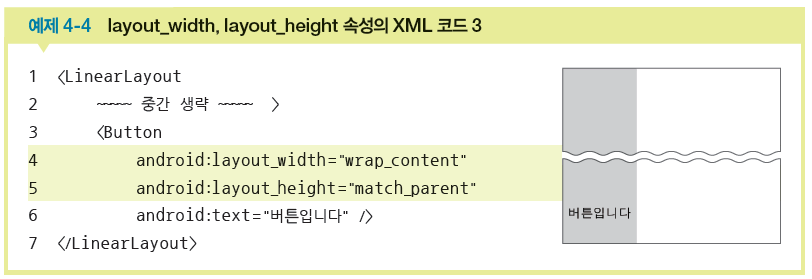 예제 4-4 layout_width, layout_height 속성의 XML 코드 3
1 <LinearLayout
2 ~~~~~ 중간 생략 ~~~~~ >
3 <Button
4 android:layout_width="wrap_content"
5 android:layout_height="match_parent"
6 android:text="버튼입니다" />
7 </LinearLayout>
버튼입니다